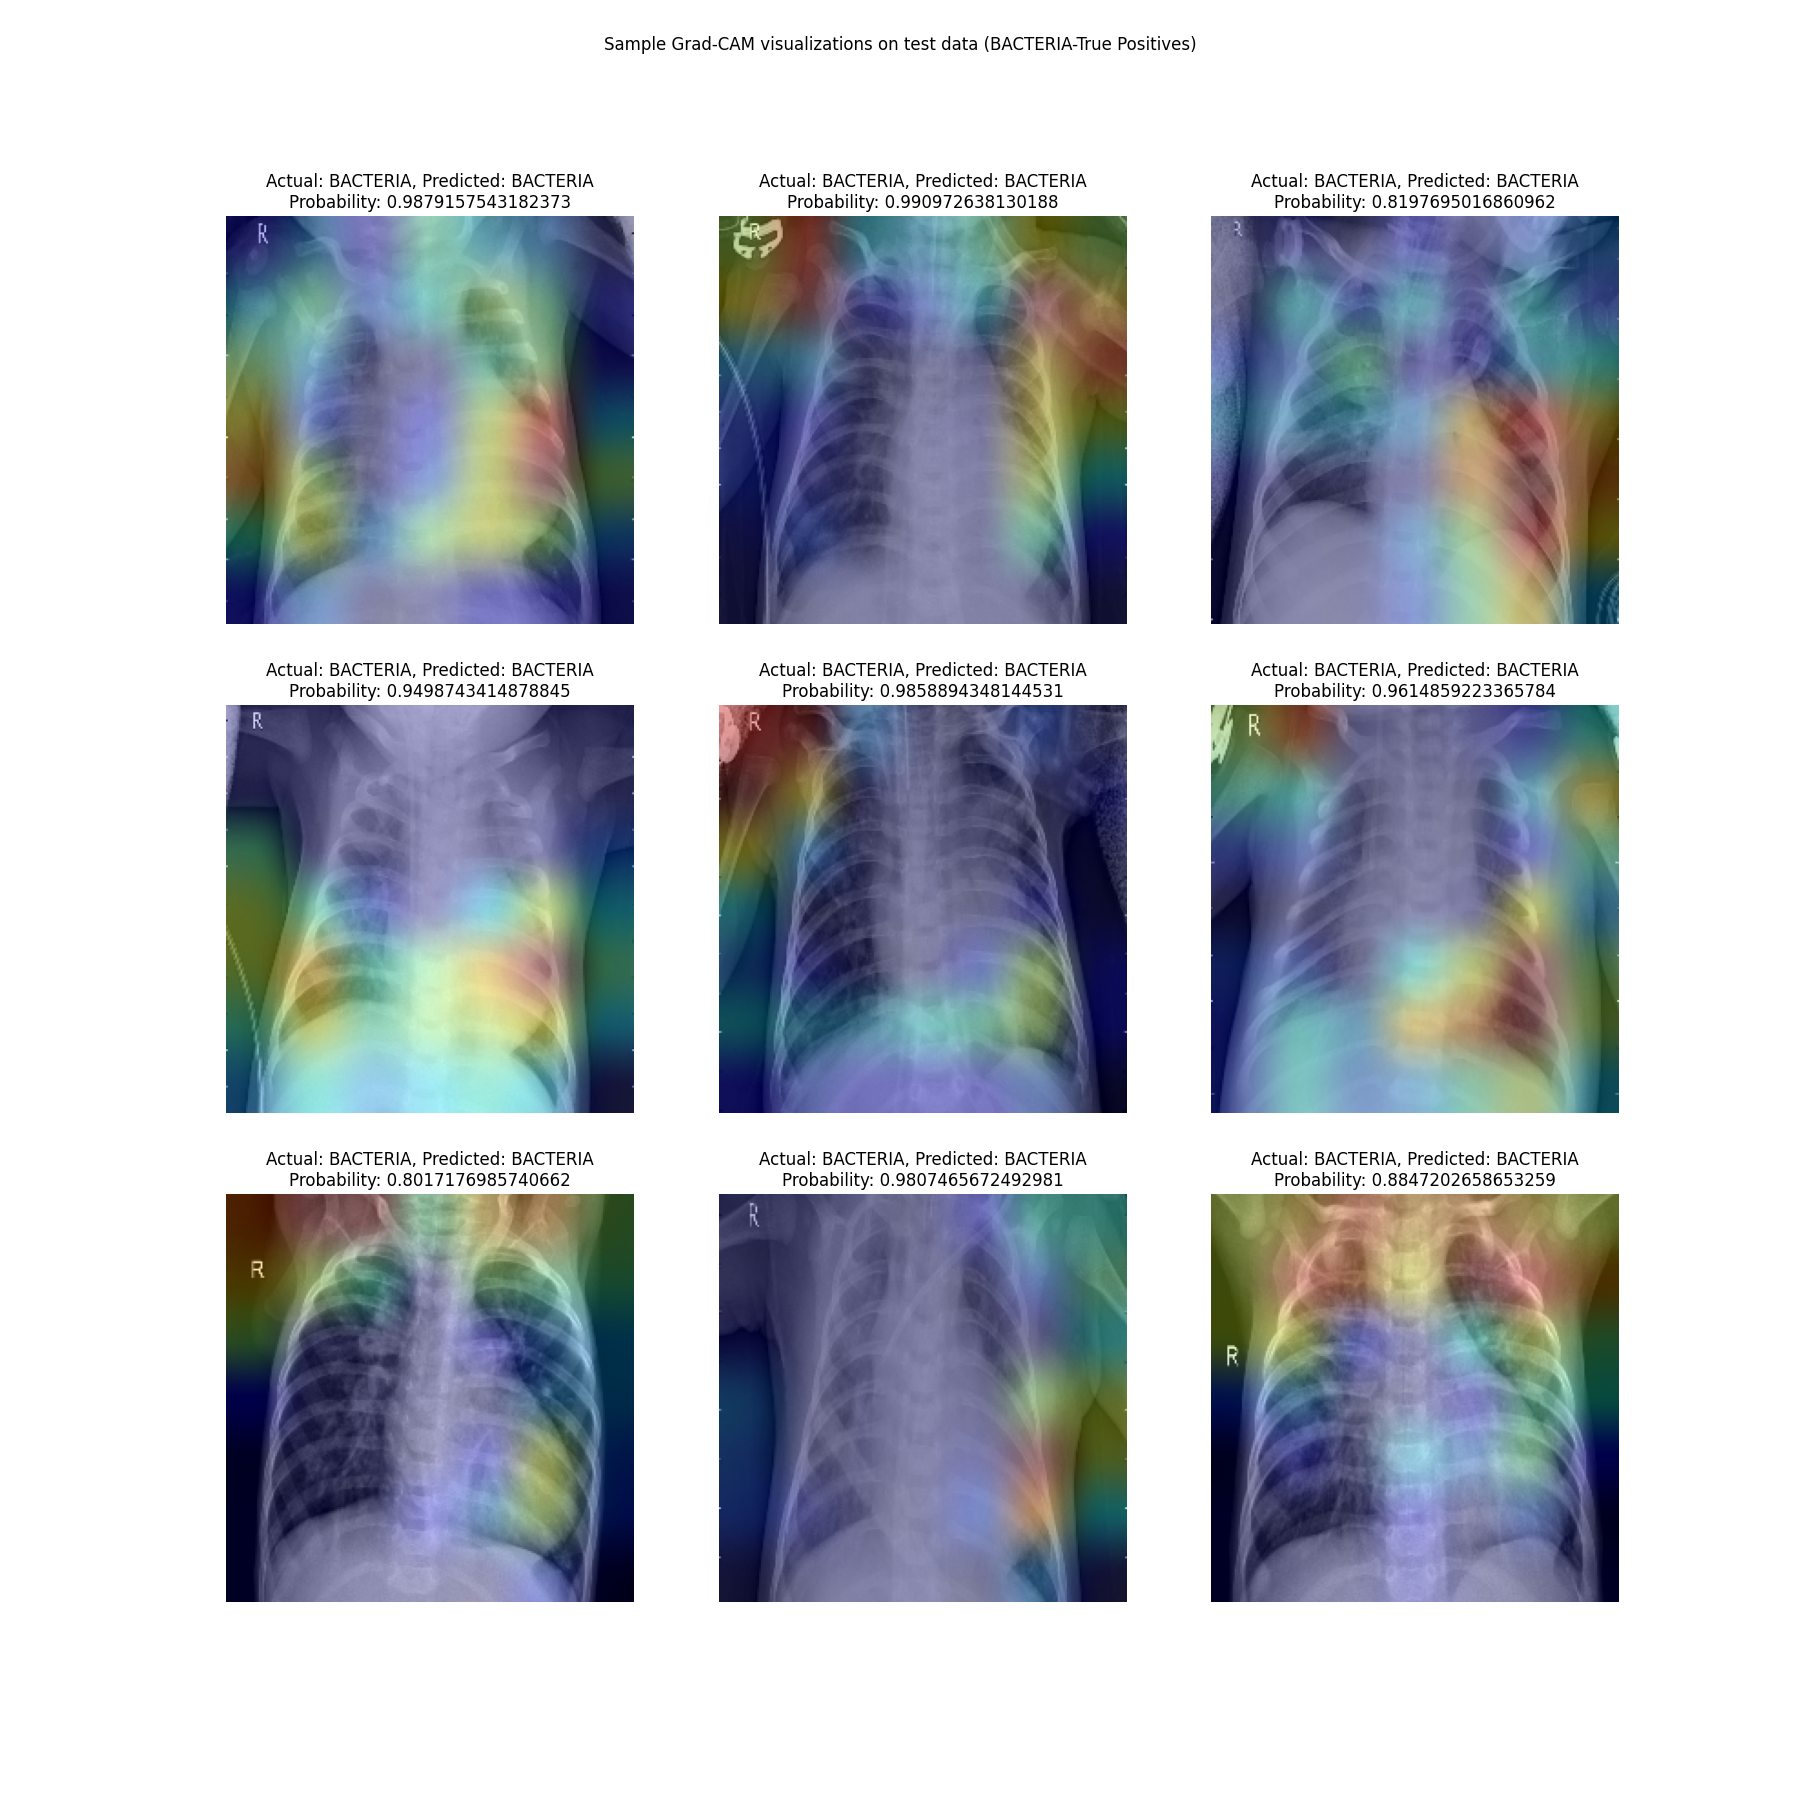 Sample Grad-CAM visualizations on test data (BACTERIA-True Positives)
Actual: BACTERIA, Predicted: BACTERIA
Probability: 0.9879157543182373
R
Actual: BACTERIA, Predicted: BACTERIA
Probability: 0.990972638130188
R
Actual: BACTERIA, Predicted: BACTERIA
Probability: 0.8197695016860962
R
Actual: BACTERIA, Predicted: BACTERIA
Probability: 0.9498743414878845
R
Actual: BACTERIA, Predicted: BACTERIA
Probability: 0.9858894348144531
R
Actual: BACTERIA, Predicted: BACTERIA
Probability: 0.9614859223365784
R
Actual: BACTERIA, Predicted: BACTERIA
Probability: 0.8017176985740662
R
Actual: BACTERIA, Predicted: BACTERIA
Probability: 0.9807465672492981
R
Actual: BACTERIA, Predicted: BACTERIA
Probability: 0.8847202658653259
R